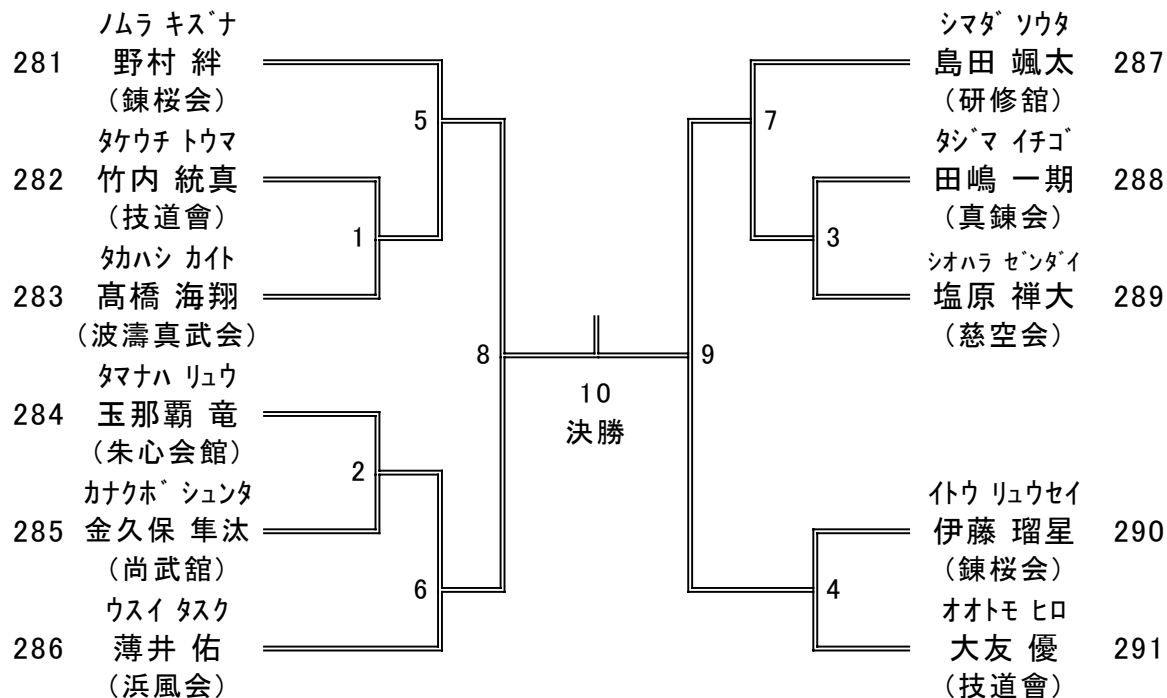 ノムラ キズナ
281 野村 絆
（錬桜会）
タケウチ トウマ
282 竹内 統真
（技道會）
タカハシ カイト
283 髙橋 海翔
（波濤真武会）
タマナハ リュウ
284 玉那覇 竜
（朱心会館）
カナクボ シュンタ
285 金久保 隼汰
（尚武舘）
ウスイ タスク
286 薄井 佑
（浜風会）
5
1
2
6
8
10
決勝
9
7
3
4
シマダ ソウタ
島田 颯太 287
（研修舘）
タジマ イチゴ
田嶋 一期 288
（真錬会）
シオハラ ゼンダイ
塩原 禅大 289
（慈空会）
イトウ リュウセイ
伊藤 瑠星 290
（錬桜会）
オオトモ ヒロ
大友 優 291
（技道會）